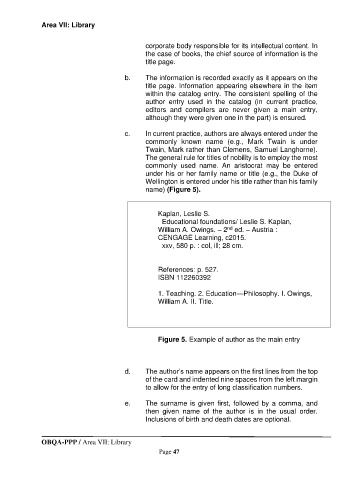 Area VII: Library
corporate body responsible for its intellectual content. In
the case of books, the chief source of information is the
title page.
b. The information is recorded exactly as it appears on the
title page. Information appearing elsewhere in the item
within the catalog entry. The consistent spelling of the
author entry used in the catalog (in current practice,
editors and compilers are never given a main entry,
although they were given one in the part) is ensured.
c. In current practice, authors are always entered under the
commonly known name (e.g., Mark Twain is under
Twain, Mark rather than Clemens, Samuel Langhorne).
The general rule for titles of nobility is to employ the most
commonly used name. An aristocrat may be entered
under his or her family name or title (e.g., the Duke of
Wellington is entered under his title rather than his family
name) (Figure 5).
Kaplan, Leslie S.
Educational foundations/ Leslie S. Kaplan,
William A. Owings. – 2nd ed. – Austria :
CENGAGE Learning, c2015.
xxv, 580 p. : col, ill; 28 cm.
References: p. 527.
ISBN 112260392
1. Teaching. 2. Education—Philosophy. I. Owings,
William A. II. Title.
Figure 5. Example of author as the main entry
d. The author's name appears on the first lines from the top
of the card and indented nine spaces from the left margin
to allow for the entry of long classification numbers.
e. The surname is given first, followed by a comma, and
then given name of the author is in the usual order.
Inclusions of birth and death dates are optional.
OBQA-PPP / Area VII: Library
Page 47